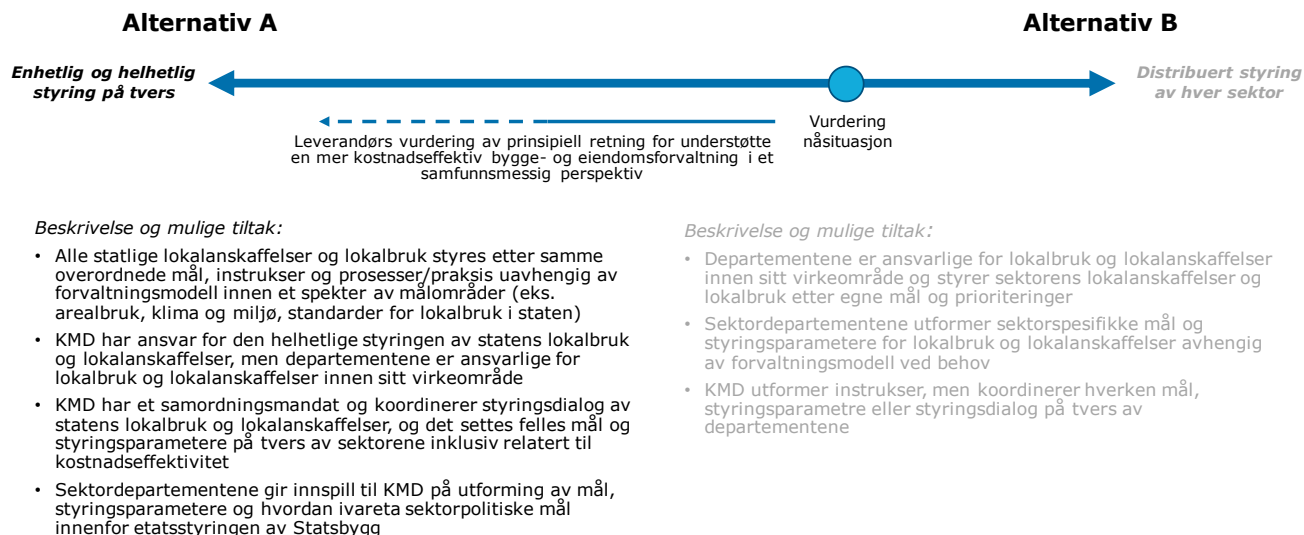 Alternativ A
Alternativ B
Enhetlig og helhetlig
styring på tvers
Distribuert styring
av hver sektor
Vurdering
nåsituasjon
Leverandørs vurdering av prinsipiell retning for understøtte
en mer kostnadseffektiv bygge- og eiendomsforvaltning i et
samfunnsmessig perspektiv
Beskrivelse og mulige tiltak:
• Alle statlige lokalanskaffelser og lokalbruk styres etter samme
overordnede mål, instrukser og prosesser/praksis uavhengig av
forvaltningsmodell innen et spekter av målområder (eks.
arealbruk, klima og miljø, standarder for lokalbruk i staten)
• KMD har ansvar for den helhetlige styringen av statens lokalbruk
og lokalanskaffelser, men departementene er ansvarlige for
lokalbruk og lokalanskaffelser innen sitt virkeområde
• KMD har et samordningsmandat og koordinerer styringsdialog av
statens lokalbruk og lokalanskaffelser, og det settes felles mål og
styringsparametere på tvers av sektorene inklusiv relatert til
kostnadseffektivitet
• Sektordepartementene gir innspill til KMD på utforming av mål,
styringsparametere og hvordan ivareta sektorpolitiske mål
innenfor etatsstyringen av Statsbygg
Beskrivelse og mulige tiltak:
• Departementene er ansvarlige for lokalbruk og lokalanskaffelser
innen sitt virkeområde og styrer sektorens lokalanskaffelser og
lokalbruk etter egne mål og prioriteringer
• Sektordepartementene utformer sektorspesifikke mål og
styringsparametere for lokalbruk og lokalanskaffelser avhengig
av forvaltningsmodell ved behov
• KMD utformer instrukser, men koordinerer hverken mål,
styringsparametre eller styringsdialog på tvers av
departementene